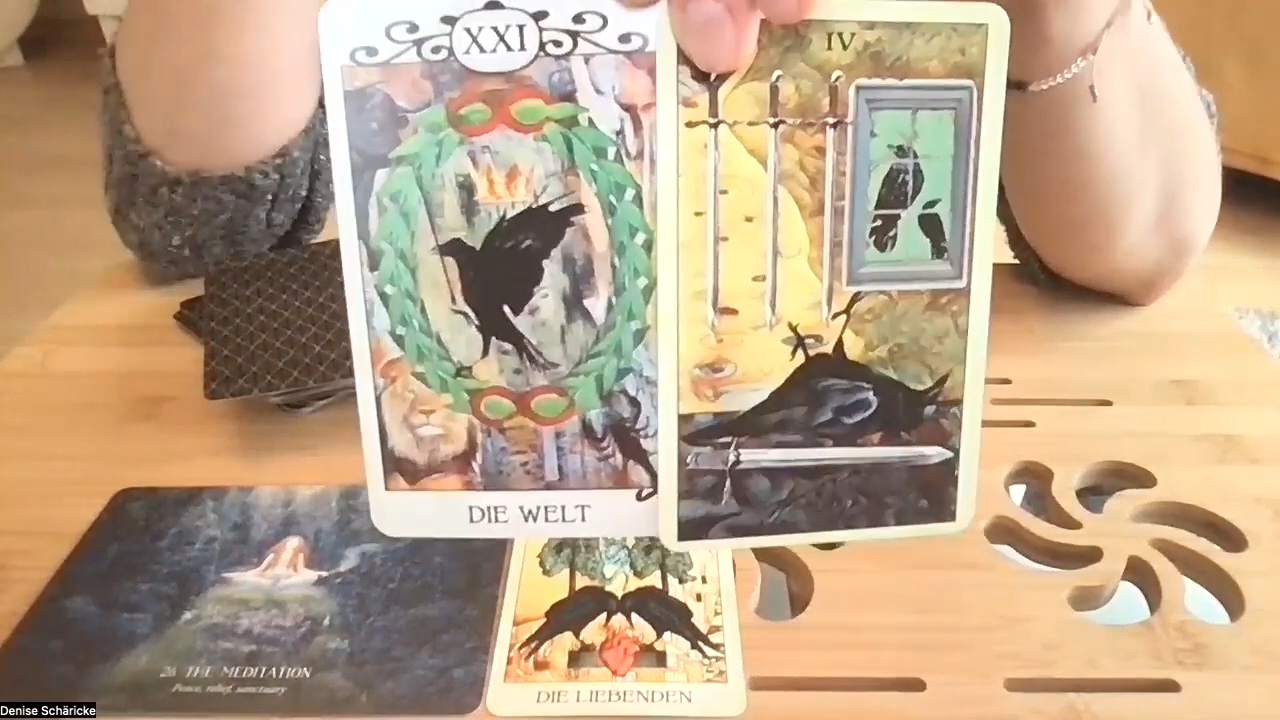 XXI
IV
DIE WELT
26 THE MEDITATION
Peace, relief, sanctuary
DIE LIEBENDEN
Denise Schäricke